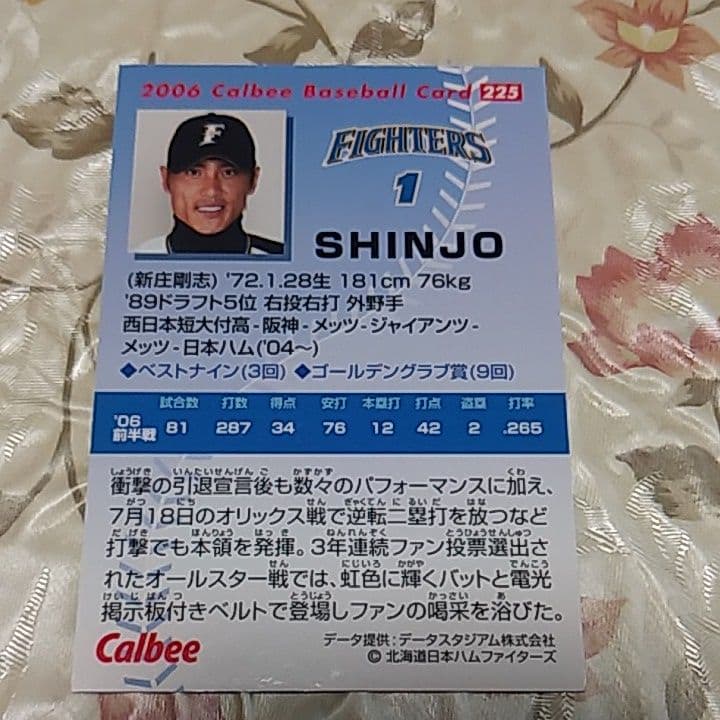 2006 Calbee Baseball Card 225
F
FIGHTERS
1
SHINJO
(新庄剛志) '72.1.28生 181cm 76kg
'89ドラフト5位 右投右打 外野手
西日本短大付高-阪神-メッツ-ジャイアンツ-
メッツ-日本ハム('04～)
◆ベストナイン(3回) ◆ゴールデングラブ賞(9回)
試合数 打数 得点 安打 本塁打 打点 盗塁 打率
'06前半戦 81 287 34 76 12 42 2 .265
衝撃の引退宣言後も数々のパフォーマンスに加え、
7月18日のオリックス戦で逆転二塁打を放つなど
打撃でも本領を発揮。3年連続ファン投票選出さ
れたオールスター戦では、虹色に輝くバットと電光
掲示板付きベルトで登場しファンの喝采を浴びた。
Calbee
データ提供：データスタジアム株式会社
© 北海道日本ハムファイターズ